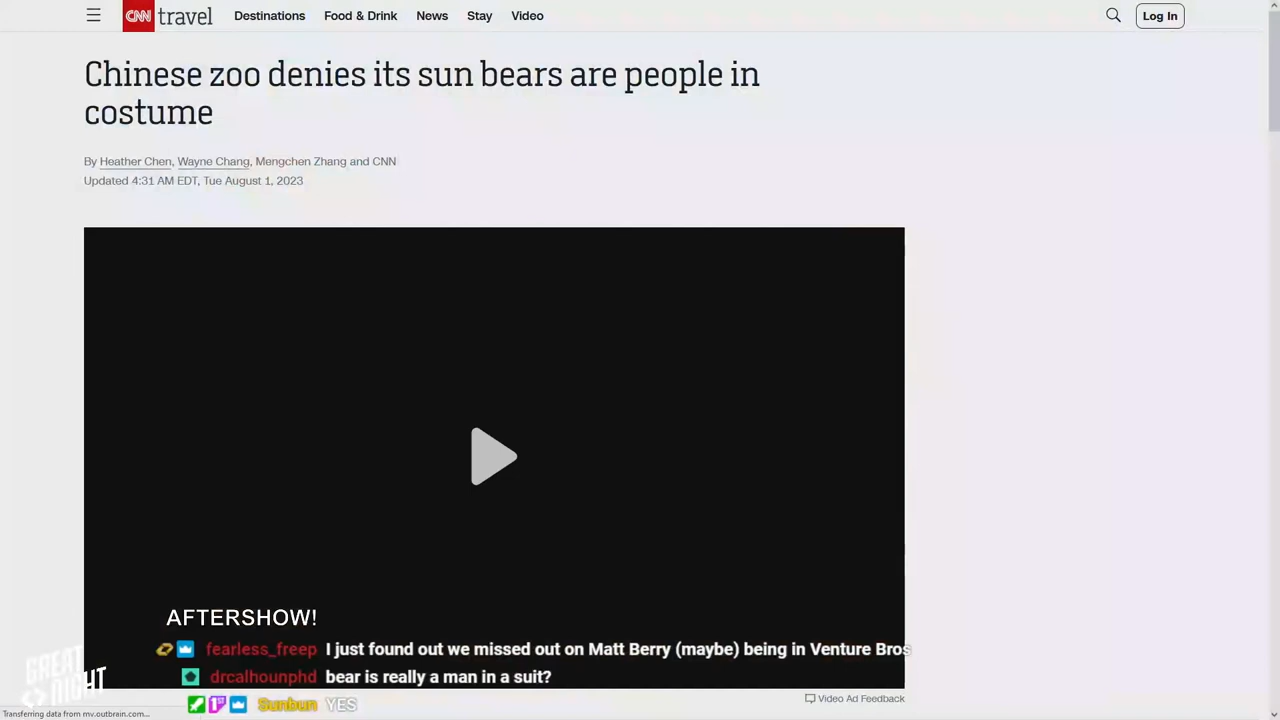 CNN travel Destinations Food & Drink News Stay Video Log In
Chinese zoo denies its sun bears are people in
costume
By Heather Chen, Wayne Chang, Mengchen Zhang and CNN
Updated 4:31 AM EDT, Tue August 1, 2023
AFTERSHOW!
fearless_freep I just found out we missed out on Matt Berry (maybe) being in Venture Bros
drcalhounphd bear is really a man in a suit?
Sunbun YES
Video Ad Feedback
GREAT
NIGHT
Transferring data from mv.outbrain.com...